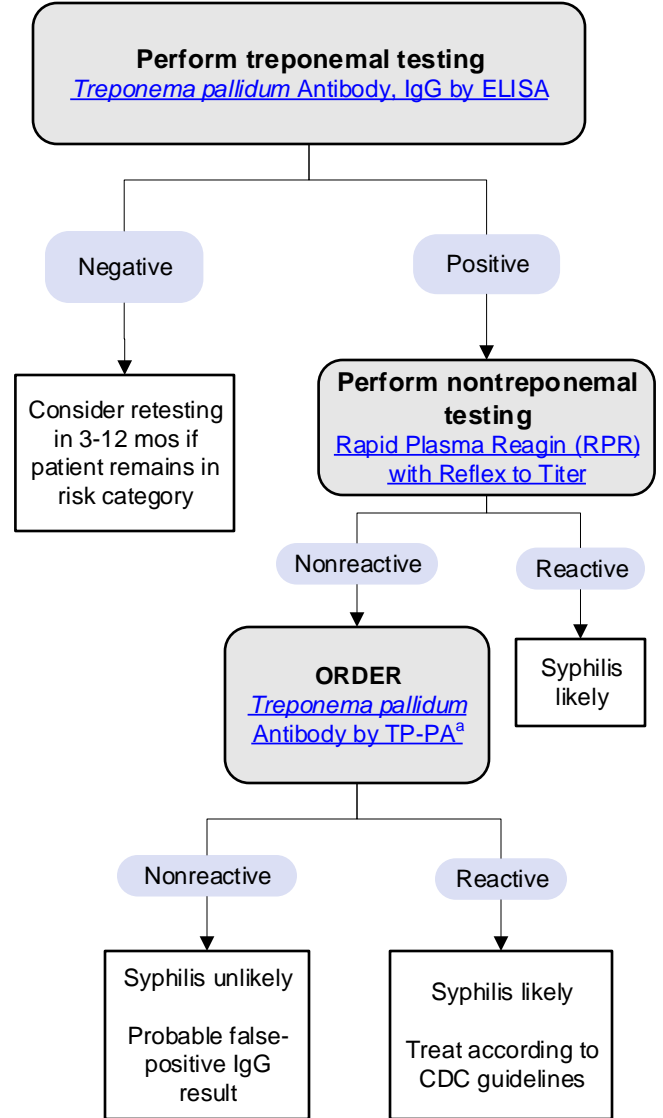 Perform treponemal testing
Treponema pallidum Antibody, IgG by ELISA
Negative
Positive
Consider retesting
in 3-12 mos if
patient remains in
risk category
Perform nontreponemal
testing
Rapid Plasma Reagin (RPR)
with Reflex to Titer
Nonreactive
Reactive
ORDER
Treponema pallidum
Antibody by TP-PAa
Syphilis
likely
Nonreactive
Reactive
Syphilis unlikely
Probable false-
positive IgG
result
Syphilis likely
Treat according to
CDC guidelines